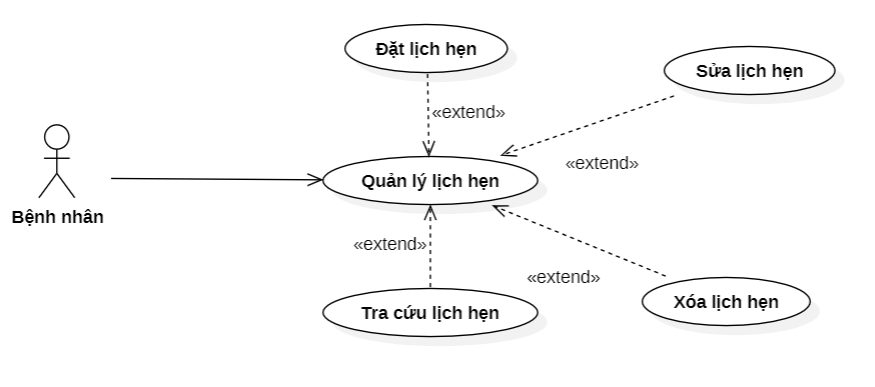 Đặt lịch hẹn
Sửa lịch hẹn
«extend»
«extend»
Quản lý lịch hẹn
Bệnh nhân
«extend»
«extend»
Tra cứu lịch hẹn
Xóa lịch hẹn